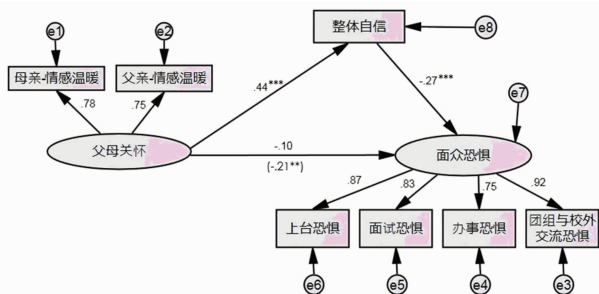 整体自信
e8
e1
e2
母亲-情感温暖
父亲-情感温暖
.78
.75
.44***
-.27***
e7
父母关怀
-.10
(-.21**)
面众恐惧
.87
.83
.75
.92
上台恐惧
面试恐惧
办事恐惧
团组与校外
交流恐惧
e6
e5
e4
e3